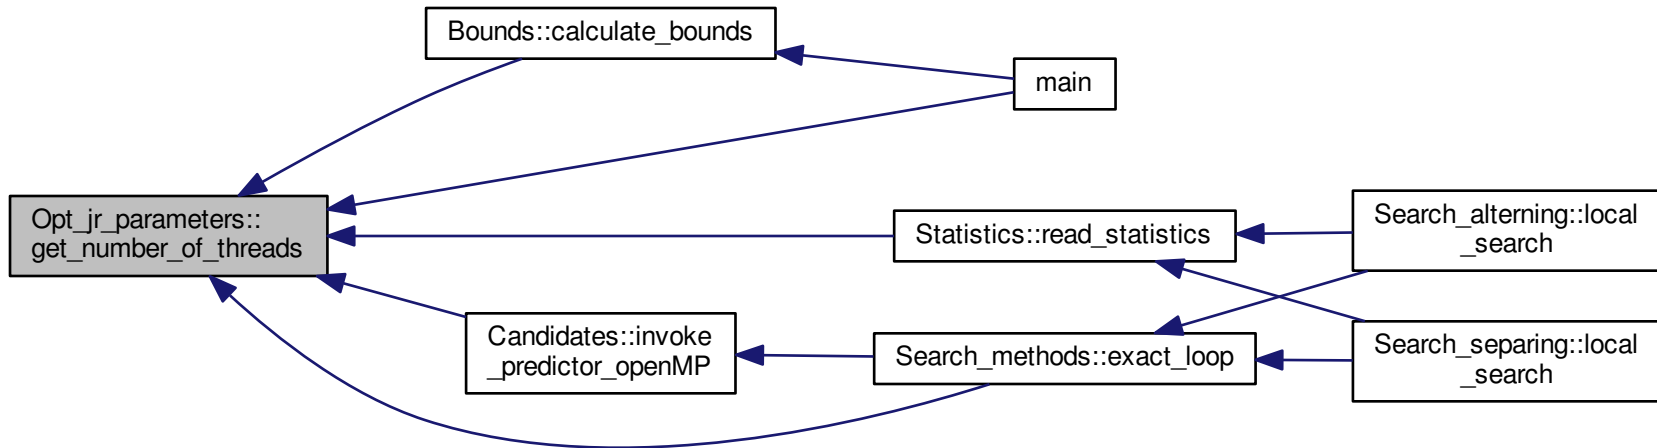 Bounds::calculate_bounds
main
Opt_jr_parameters::
get_number_of_threads
Statistics::read_statistics
Search_alterning::local
_search
Candidates::invoke
_predictor_openMP
Search_methods::exact_loop
Search_separing::local
_search